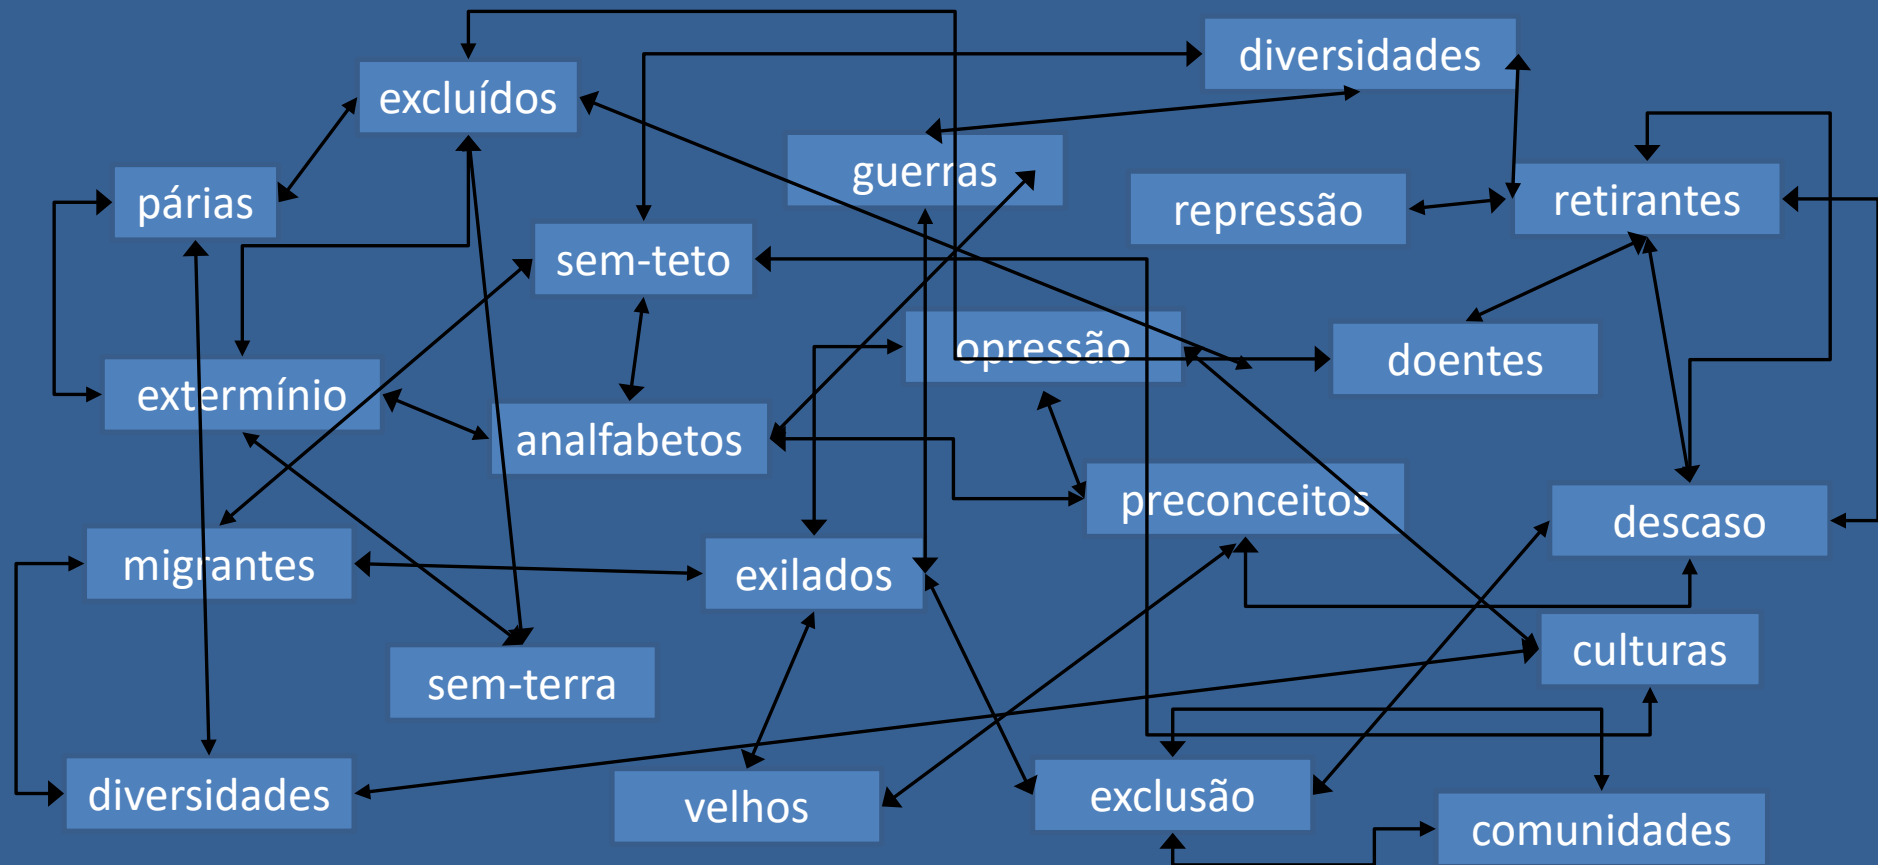 diversidades
excluídos
guerras
párias
repressão
retirantes
sem-teto
opressão
doentes
extermínio
analfabetos
preconceitos
descaso
migrantes
exilados
culturas
sem-terra
diversidades
velhos
exclusão
comunidades